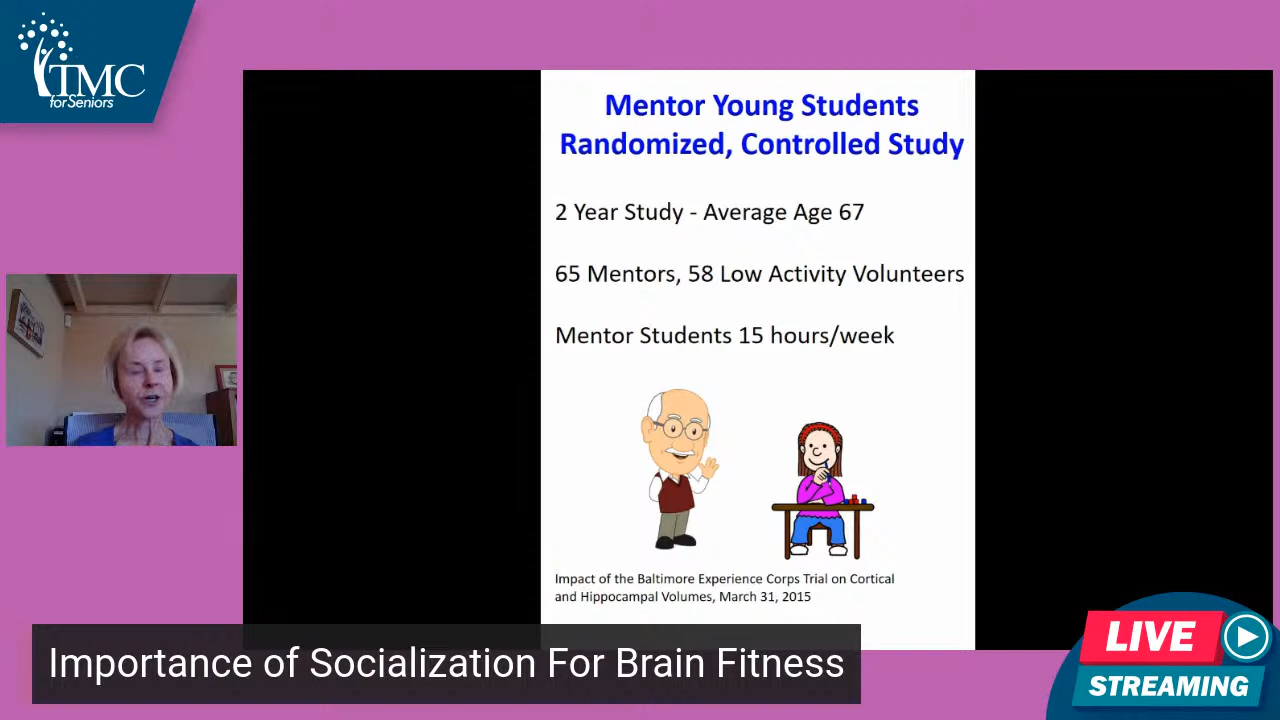 TMC
for Seniors
Mentor Young Students
Randomized, Controlled Study
2 Year Study - Average Age 67
65 Mentors, 58 Low Activity Volunteers
Mentor Students 15 hours/week
Impact of the Baltimore Experience Corps Trial on Cortical
and Hippocampal Volumes, March 31, 2015
Importance of Socialization For Brain Fitness
LIVE
STREAMING